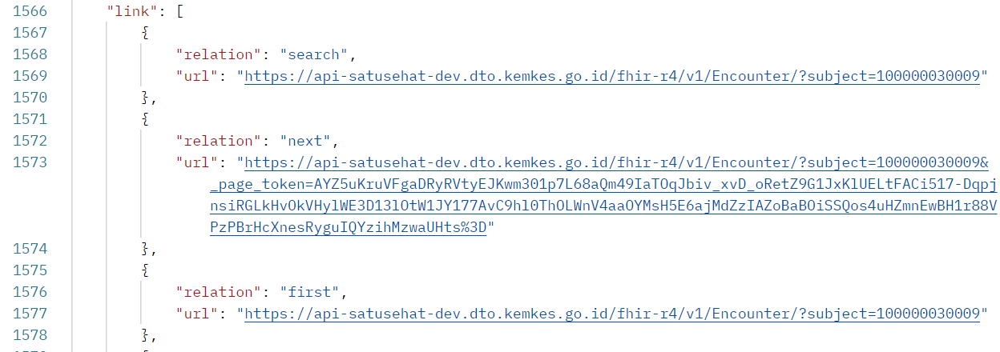 1566 "link": [
1567 {
1568 "relation": "search",
1569 "url": "https://api-satusehat-dev.dto.kemkes.go.id/fhir-r4/v1/Encounter/?subject=100000030009"
1570 },
1571 {
1572 "relation": "next",
1573 "url": "https://api-satusehat-dev.dto.kemkes.go.id/fhir-r4/v1/Encounter/?subject=100000030009&
_page_token=AYZ5uKruVFgaDRyRVtyEJKwm301p7L68aQm49IaTOqJbiv_xvD_oRetZ9G1JxKlUELtFACi517-Dqpj
nsiRGLkHvOkVHylWE3D13lOtW1JY177AvC9hl0ThOLWnV4aaOYMsH5E6ajMdZzIAZoBaBOiSSQos4uHZmnEwBH1r88V
PzPBrHcXnesRyguIQYzihMzwaUHts%3D"
1574 },
1575 {
1576 "relation": "first",
1577 "url": "https://api-satusehat-dev.dto.kemkes.go.id/fhir-r4/v1/Encounter/?subject=100000030009"
1578 },